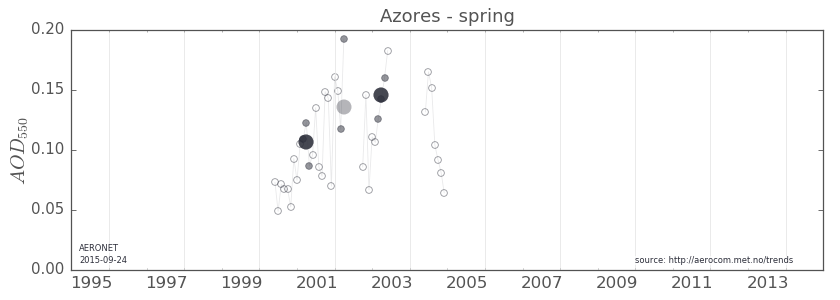 Azores - spring
0.20
0.15
0.10
0.05
0.00
AOD550
AERONET
2015-09-24
source: http://aerocom.met.no/trends
1995 1997 1999 2001 2003 2005 2007 2009 2011 2013